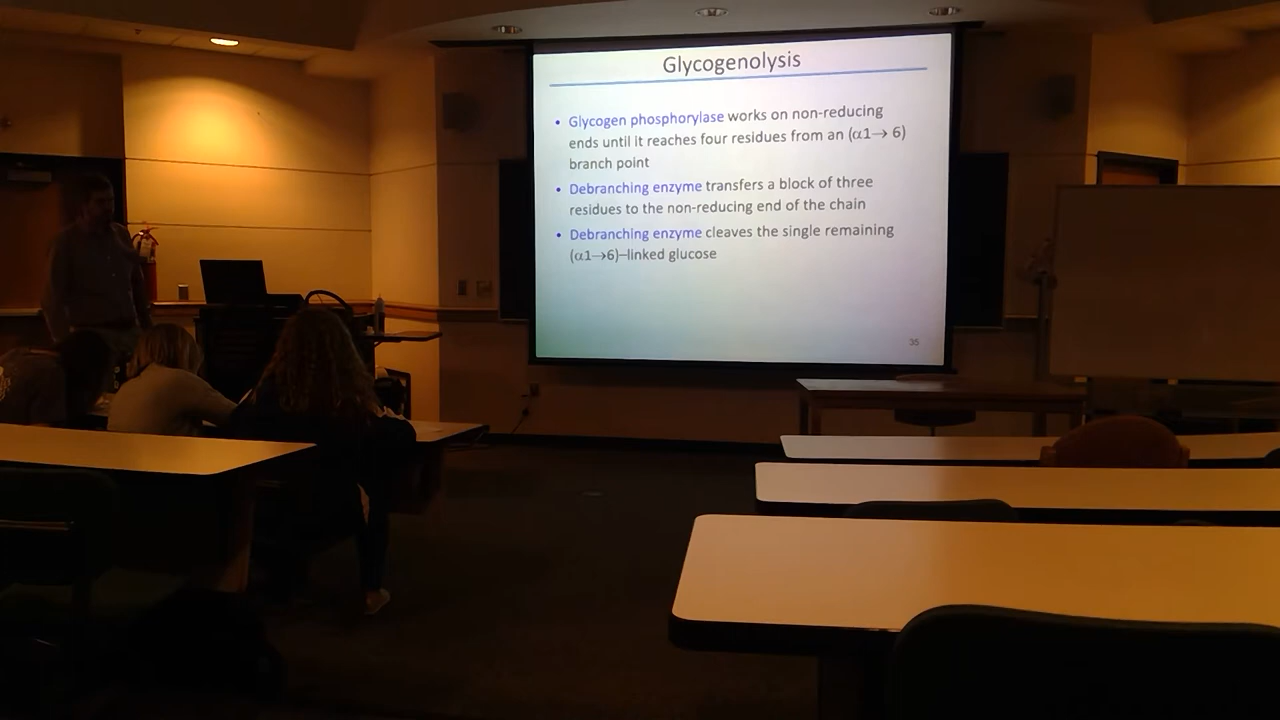 Glycogenolysis
• Glycogen phosphorylase works on non-reducing
ends until it reaches four residues from an (α1→ 6)
branch point
• Debranching enzyme transfers a block of three
residues to the non-reducing end of the chain
• Debranching enzyme cleaves the single remaining
(α1→6)–linked glucose
35